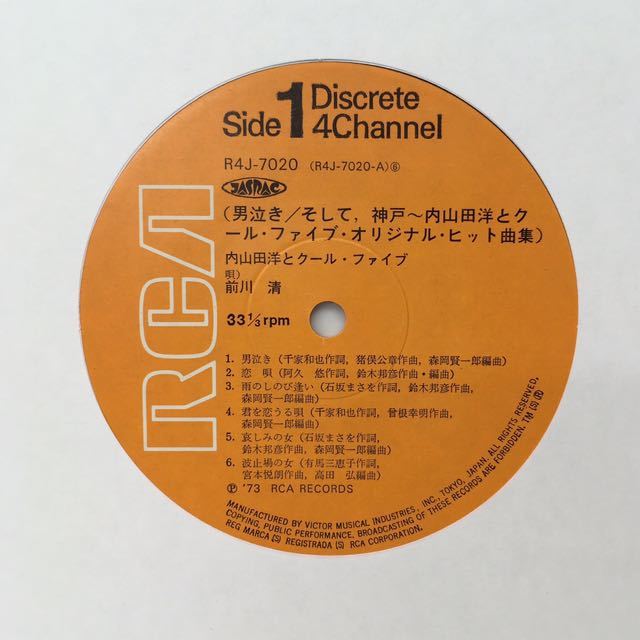 Side 1 Discrete
4Channel
R4J-7020 (R4J-7020-A)⑥
JASRAC
(男泣き／そして，神戸～内山田洋とク
ール・ファイブ・オリジナル・ヒット曲集)
内山田洋とクール・ファイブ
唄)
前川 清
33 1/3 rpm
RCA
1. 男泣き (千家和也作詞, 猪俣公章作曲, 森岡賢一郎編曲)
2. 恋 唄 (阿久 悠作詞, 鈴木邦彦作曲・編曲)
3. 雨のしのび逢い (石坂まさを作詞, 鈴木邦彦作曲,
森岡賢一郎編曲)
4. 君を恋うる唄 (千家和也作詞, 曾根幸明作曲,
森岡賢一郎編曲)
5. 哀しみの女 (石坂まさを作詞,
鈴木邦彦作曲, 森岡賢一郎編曲)
6. 波止場の女 (有馬三恵子作詞,
宮本悦朗作曲, 高田 弘編曲)
Ⓟ '73 RCA RECORDS
MANUFACTURED BY VICTOR MUSICAL INDUSTRIES, INC., TOKYO, JAPAN. ALL RIGHTS RESERVED.
COPYING, PUBLIC PERFORMANCE, BROADCASTING OF THESE RECORDS ARE FORBIDDEN. TM(S)®
REG MARCA(S) REGISTRADA(S) RCA CORPORATION.